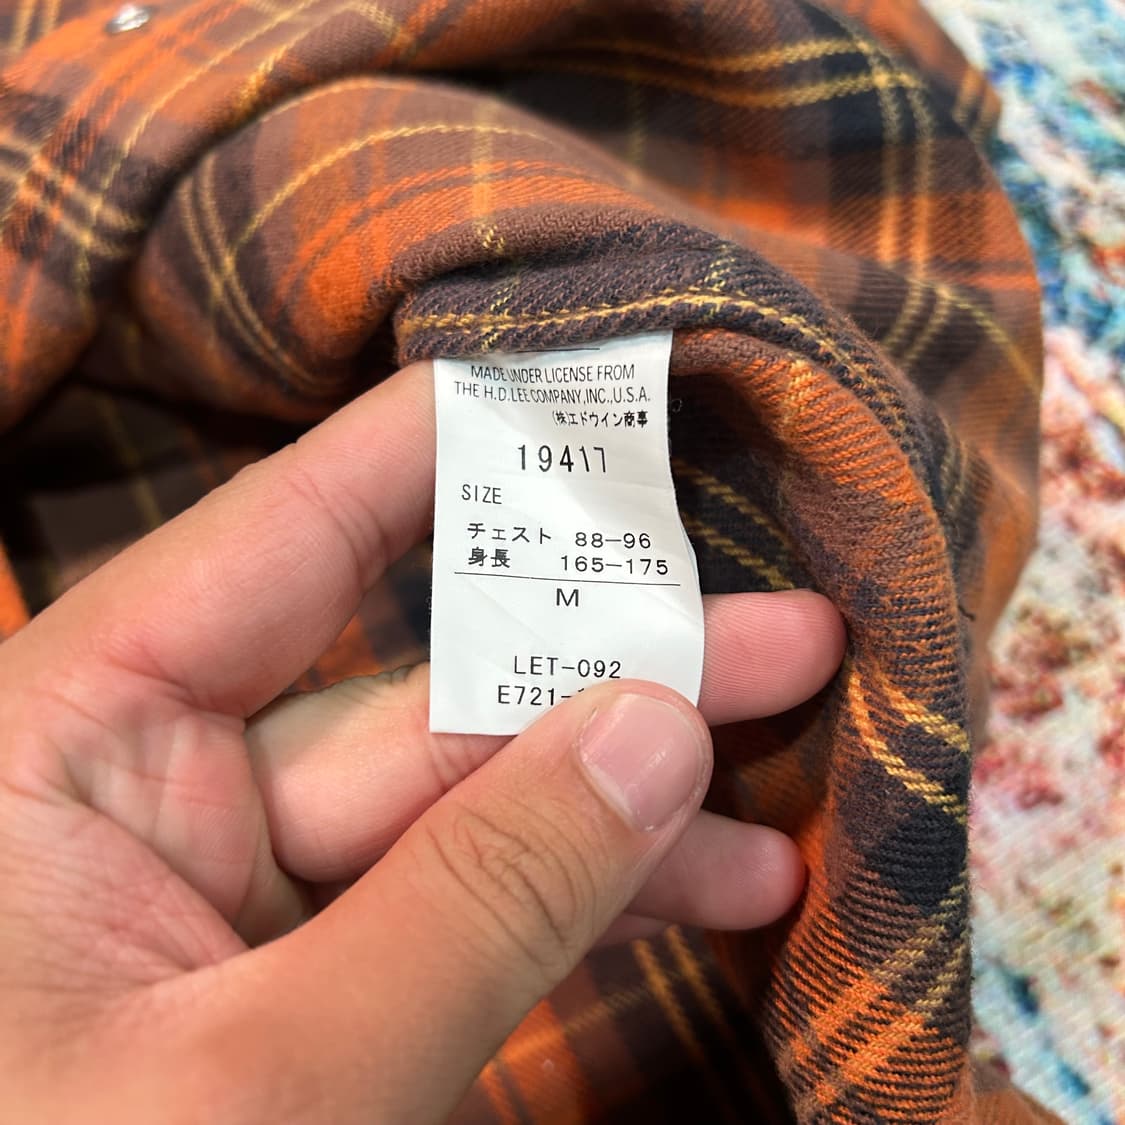 MADE UNDER LICENSE FROM
THE H.D.LEE COMPANY,INC.,U.S.A.
(株)エドウイン商事
19417
SIZE
チェスト 88—96
身長 165—175
M
LET-092
E721-